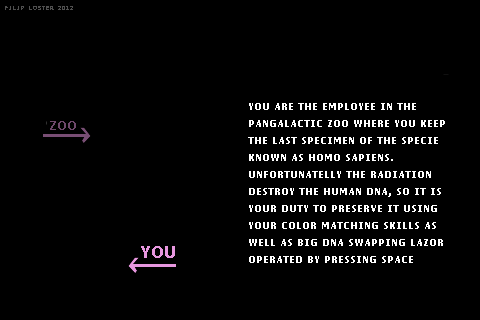 FILIP LOSTER 2012
ZOO
YOU
YOU ARE THE EMPLOYEE IN THE
PANGALACTIC ZOO WHERE YOU KEEP
THE LAST SPECIMEN OF THE SPECIE
KNOWN AS HOMO SAPIENS.
UNFORTUNATELLY THE RADIATION
DESTROY THE HUMAN DNA, SO IT IS
YOUR DUTY TO PRESERVE IT USING
YOUR COLOR MATCHING SKILLS AS
WELL AS BIG DNA SWAPPING LAZOR
OPERATED BY PRESSING SPACE